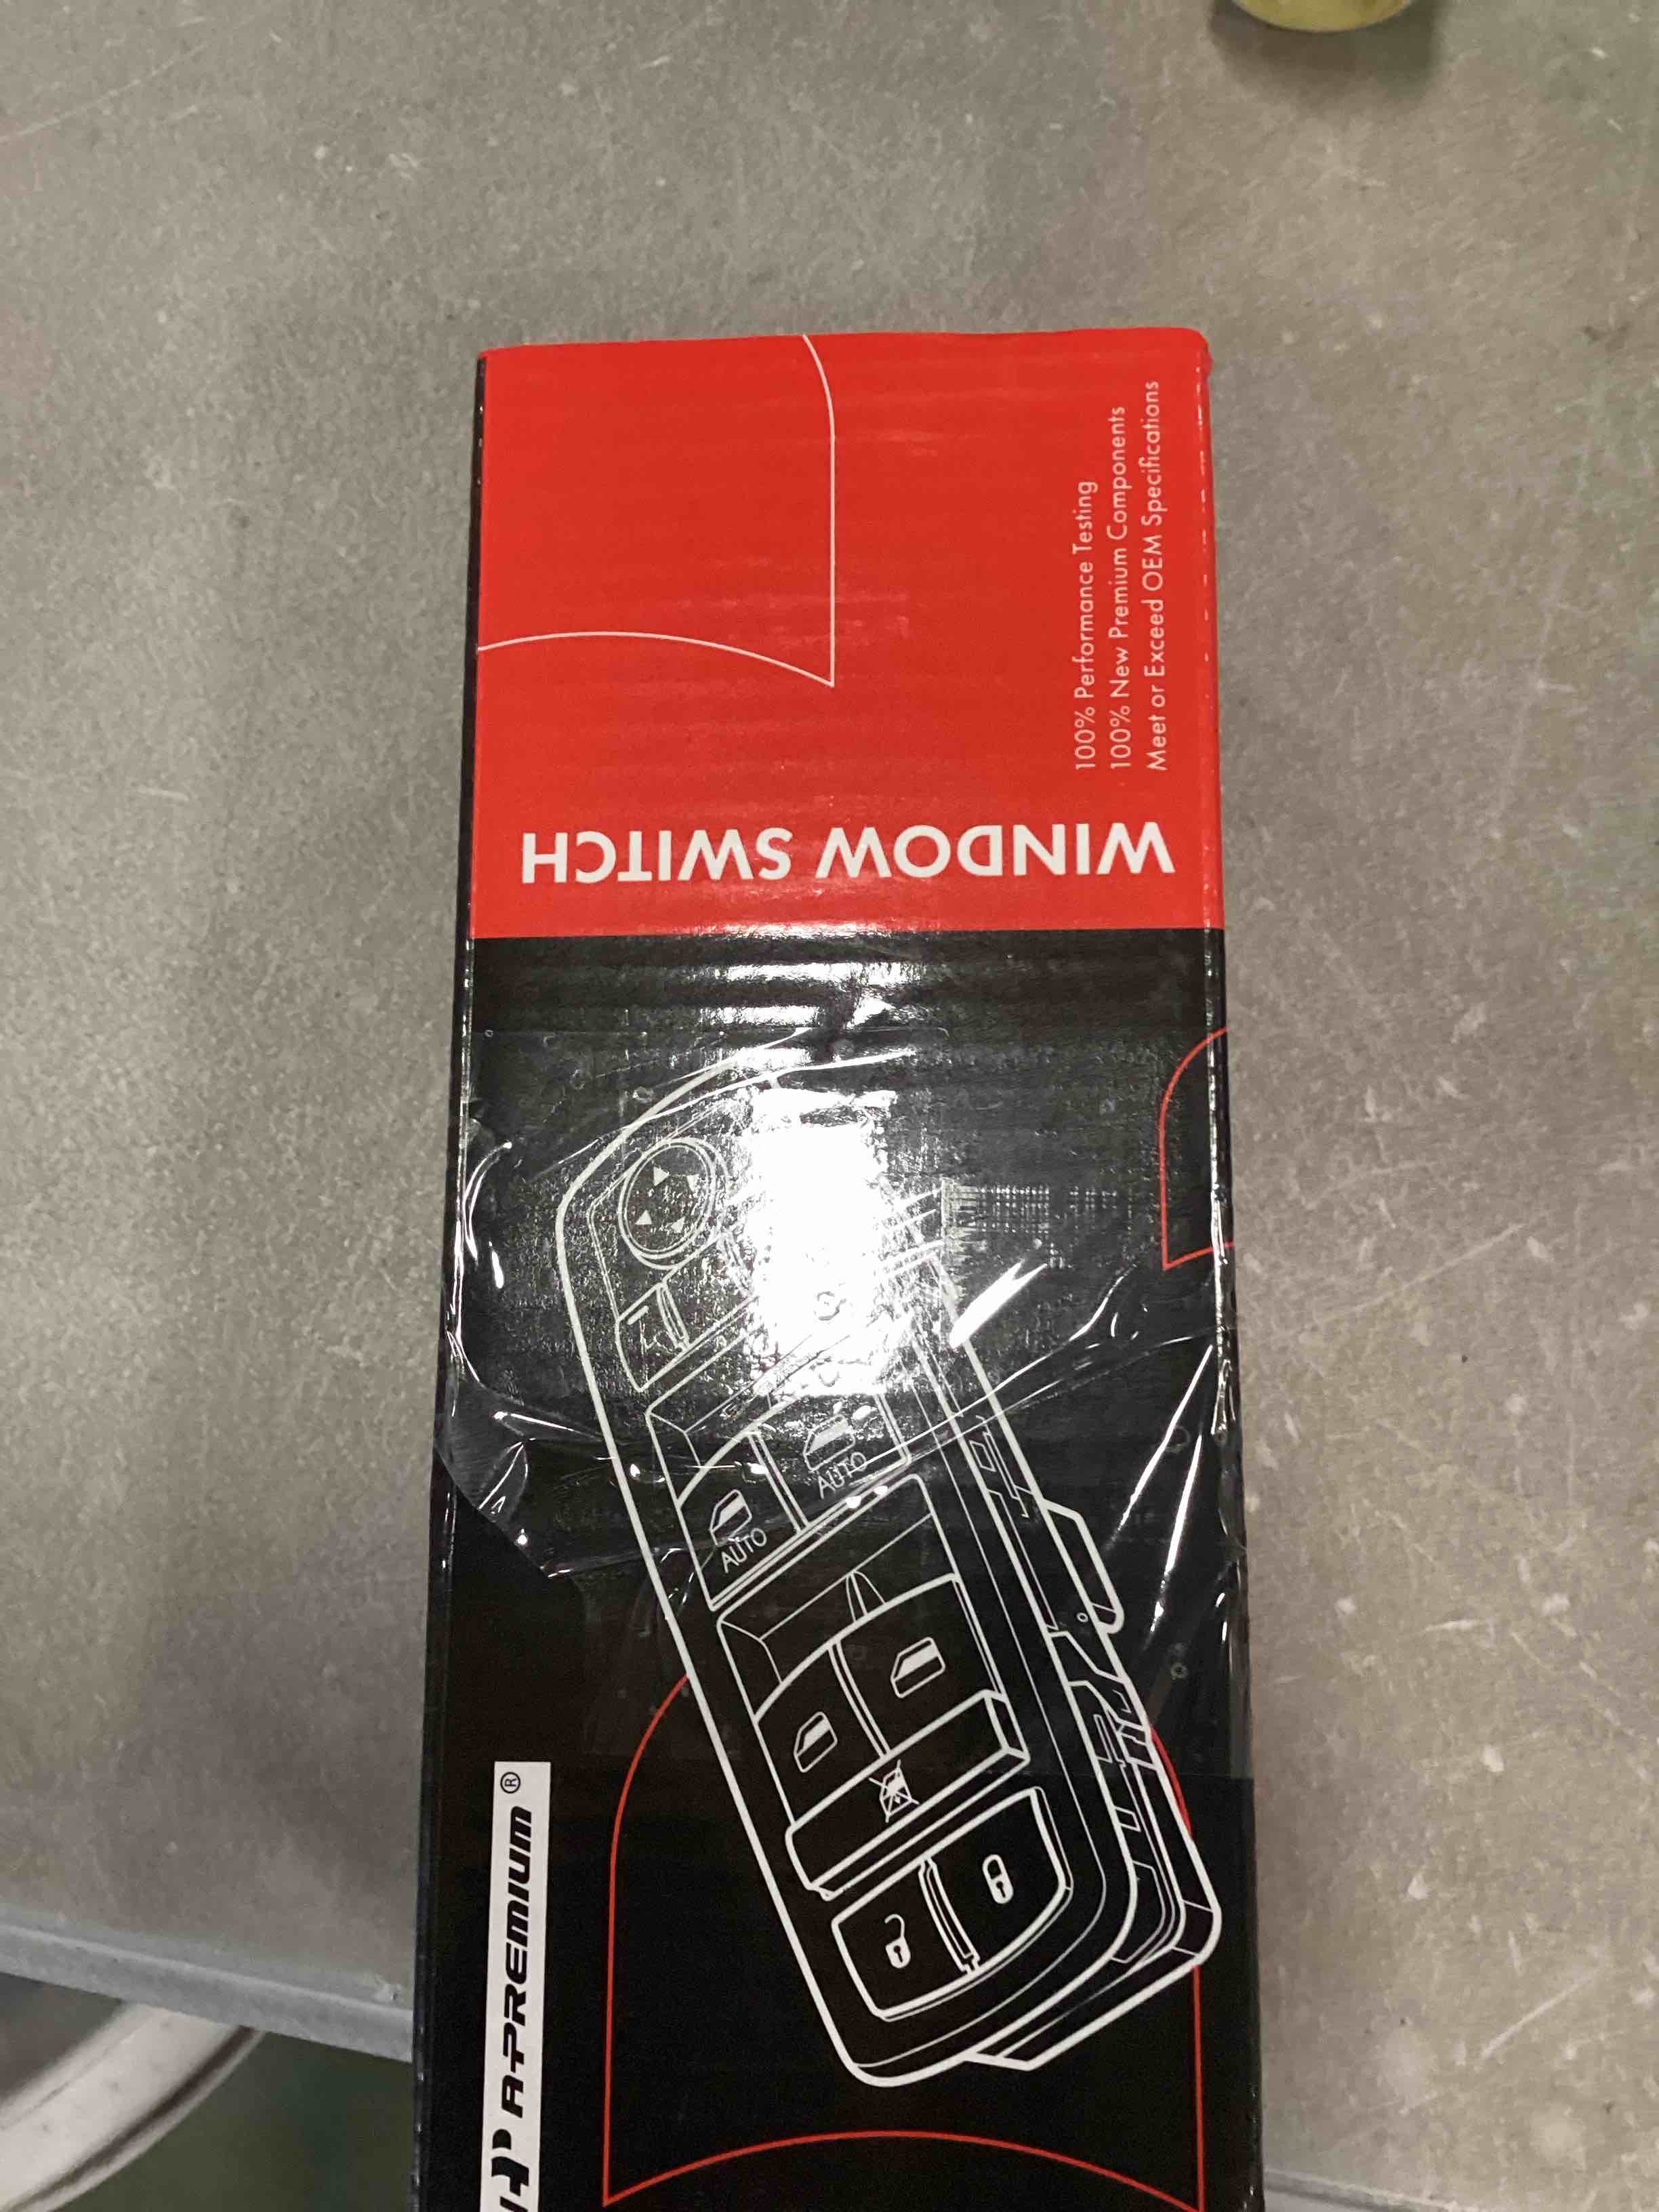 WINDOW SWITCH
100% Performance Testing
100% New Premium Components
Meet or Exceed OEM Specifications
AUTO
AUTO
A-PREMIUM®